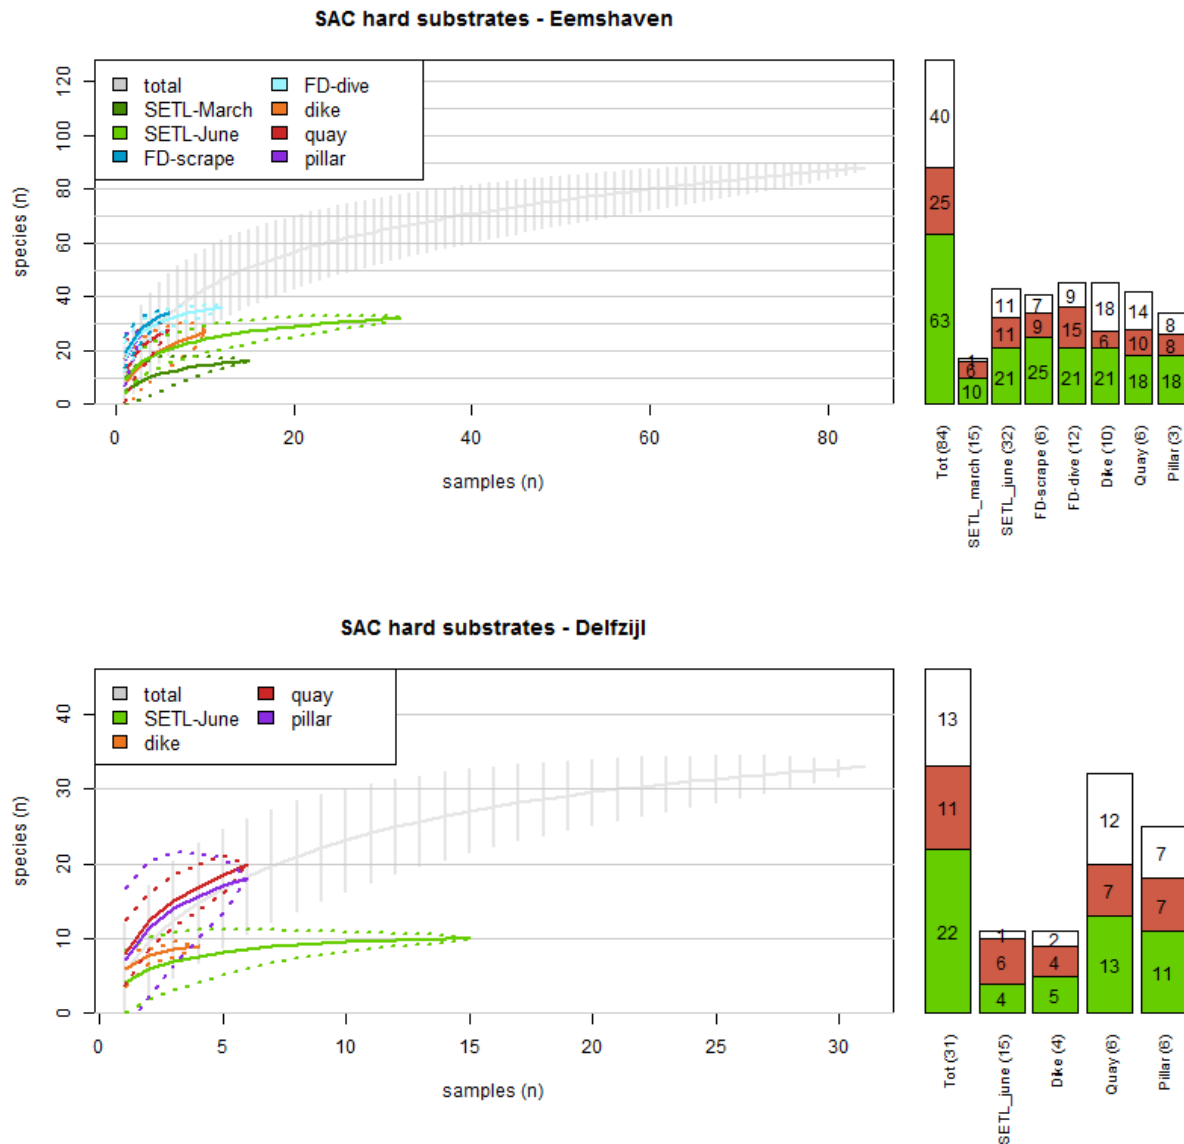 SAC hard substrates - Eemshaven
total
SETL-March
SETL-June
FD-scrape
FD-dive
dike
quay
pillar
species (n)
0
20
40
60
80
100
120
0 20 40 60 80
samples (n)
40
25
63
1
6
10
11
11
21
7
9
25
9
15
21
18
6
21
14
10
18
8
8
18
Tot (84)
SETL_march (15)
SETL_june (32)
FD-scrape (6)
FD-dive (12)
Dike (10)
Quay (6)
Pillar (3)
SAC hard substrates - Delfzijl
total
SETL-June
dike
quay
pillar
species (n)
0
10
20
30
40
0 5 10 15 20 25 30
samples (n)
13
11
22
1
6
4
2
4
5
12
7
13
7
7
11
Tot (31)
SETL_june (15)
Dike (4)
Quay (6)
Pillar (6)